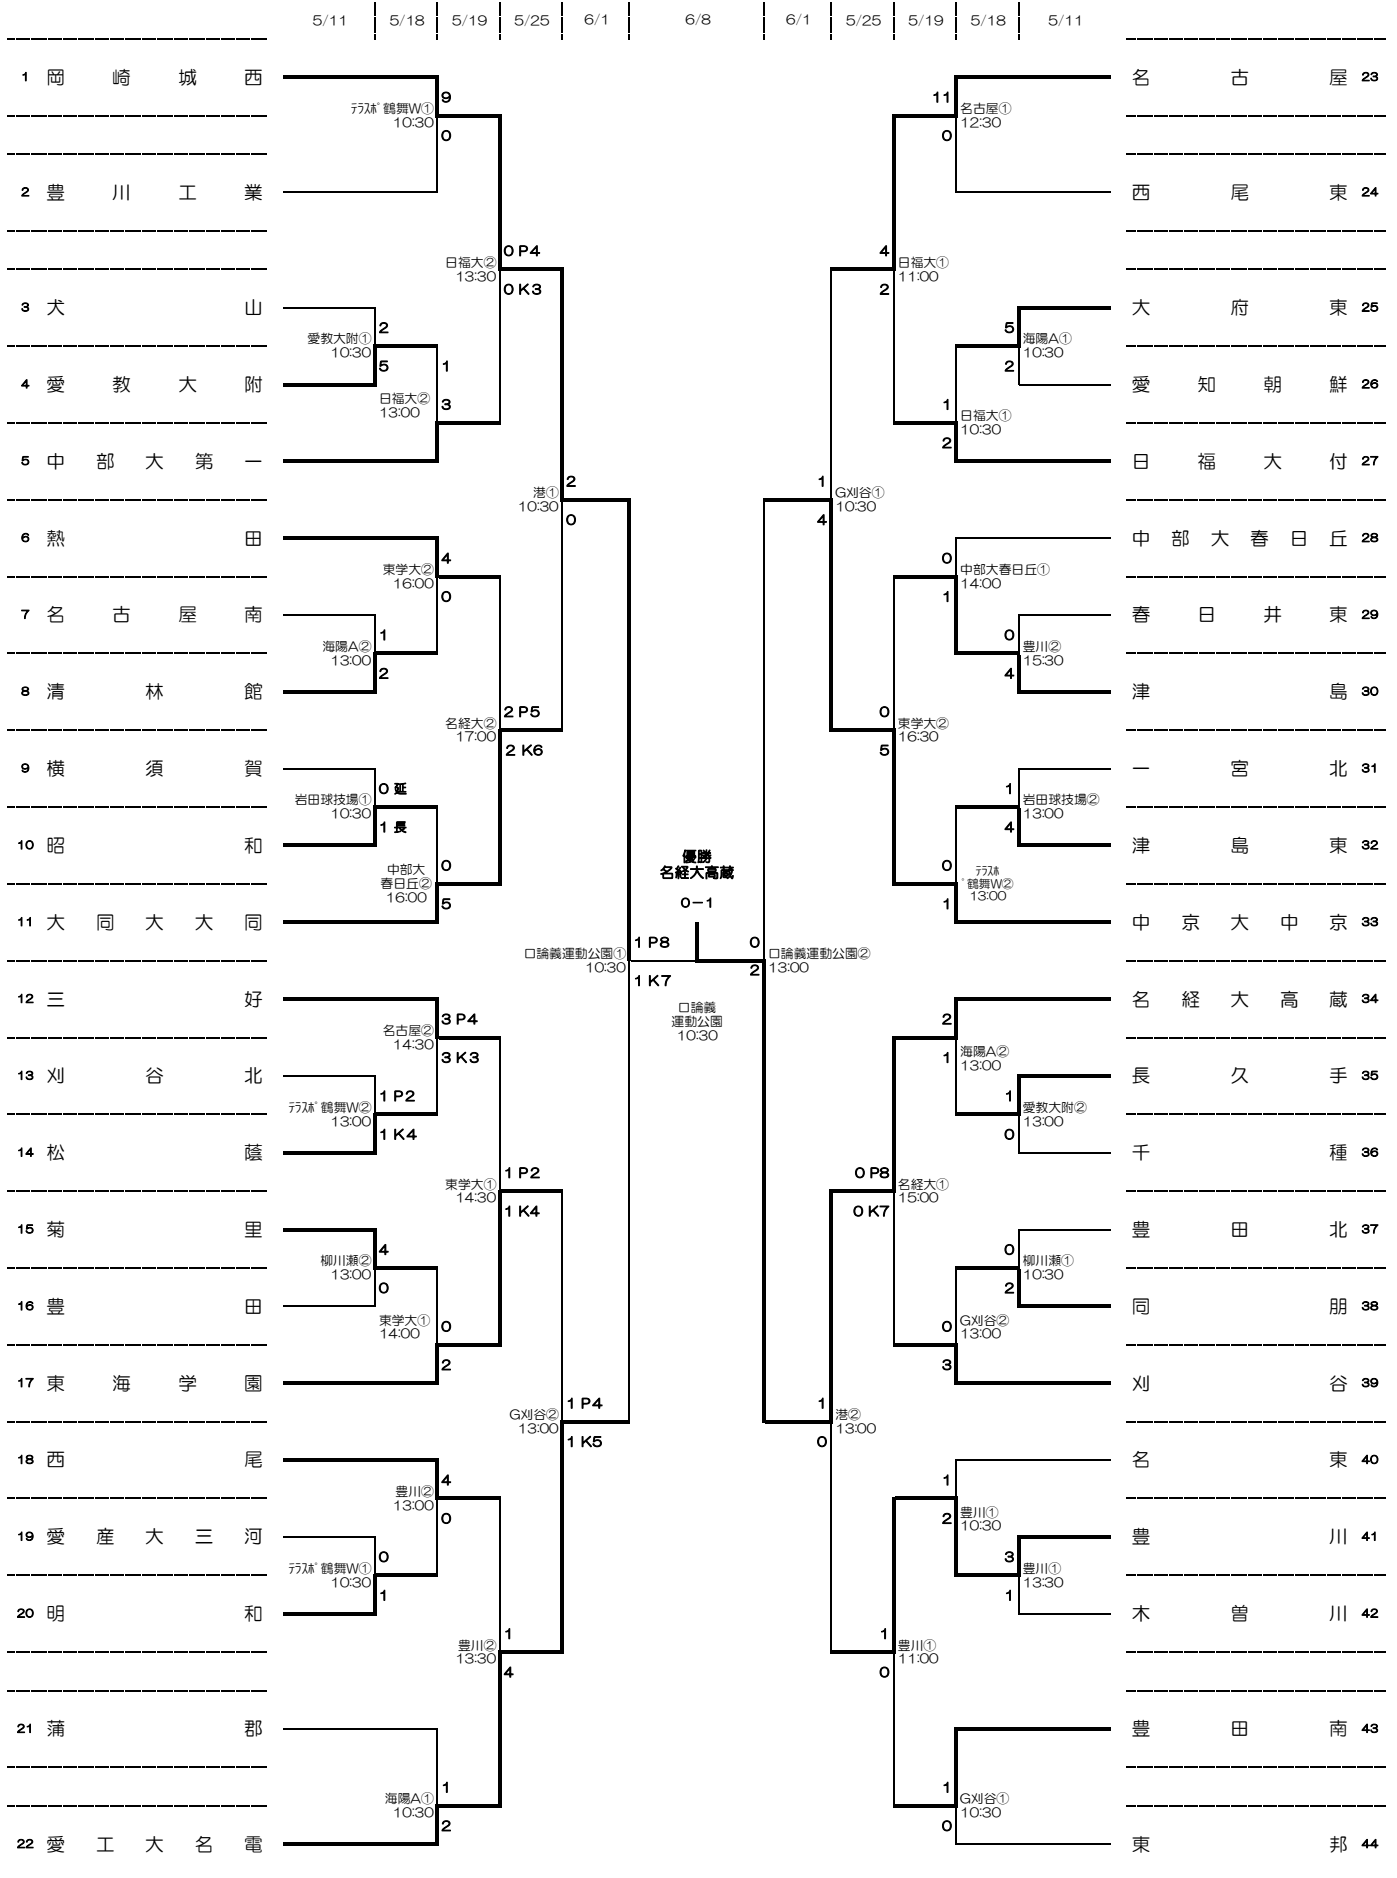 5/11 5/18 5/19 5/25 6/1 6/8 6/1 5/25 5/19 5/18 5/11
1 岡崎城西
9
テラスポ鶴舞W①
10:30
0
2 豊川工業
0 P4
日福大②
13:30
0 K3
3 犬山
2
愛教大附①
10:30
5
1
4 愛教大附
日福大②
13:00
3
5 中部大第一
2
港①
10:30
0
6 熱田
4
東学大②
16:00
0
7 名古屋南
1
海陽A②
13:00
2
8 清林館
2 P5
名経大②
17:00
2 K6
9 横須賀
0 延
岩田球技場①
10:30
1 長
10 昭和
0
中部大
春日丘②
16:00
5
11 大同大大同
1 P8
口論義運動公園①
10:30
1 K7
12 三好
3 P4
名古屋②
14:30
3 K3
13 刈谷北
1 P2
テラスポ鶴舞W②
13:00
1 K4
14 松蔭
1 P2
東学大①
14:30
1 K4
15 菊里
4
柳川瀬②
13:00
0
16 豊田
0
東学大①
14:00
2
17 東海学園
1 P4
G刈谷②
13:00
1 K5
18 西尾
4
豊川②
13:00
0
19 愛産大三河
0
テラスポ鶴舞W①
10:30
1
20 明和
1
豊川②
13:30
4
21 蒲郡
1
海陽A①
10:30
2
22 愛工大名電
優勝
名経大高蔵
0－1
口論義
運動公園
10:30
名古屋 23
11
名古屋①
12:30
0
西尾東 24
4
日福大①
11:00
2
大府東 25
5
海陽A①
10:30
2
愛知朝鮮 26
1
日福大①
10:30
2
日福大付 27
1
G刈谷①
10:30
4
中部大春日丘 28
0
中部大春日丘①
14:00
1
春日井東 29
0
豊川②
15:30
4
津島 30
0
東学大②
16:30
5
一宮北 31
1
岩田球技場②
13:00
4
津島東 32
0
テラスポ
鶴舞W②
13:00
1
中京大中京 33
0
口論義運動公園②
13:00
2
名経大高蔵 34
2
海陽A②
13:00
1
長久手 35
1
愛教大附②
13:00
0
千種 36
0 P8
名経大①
15:00
0 K7
豊田北 37
0
柳川瀬①
10:30
2
同朋 38
0
G刈谷②
13:00
3
刈谷 39
1
港②
13:00
0
名東 40
1
豊川①
10:30
2
豊川 41
3
豊川①
13:30
1
木曽川 42
1
豊川①
11:00
0
豊田南 43
1
G刈谷①
10:30
0
東邦 44